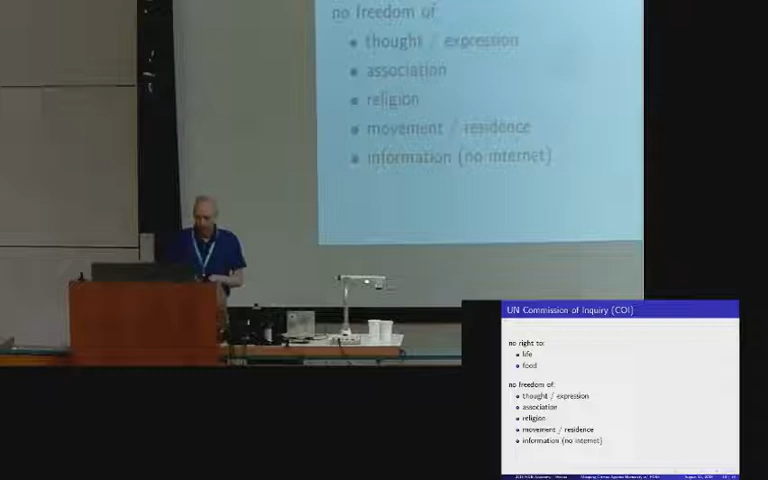 no freedom of
thought / expression
association
religion
movement / residence
information (no internet)
UN Commission of Inquiry (COI)
no right to:
life
food
no freedom of:
thought / expression
association
religion
movement / residence
information (no internet)